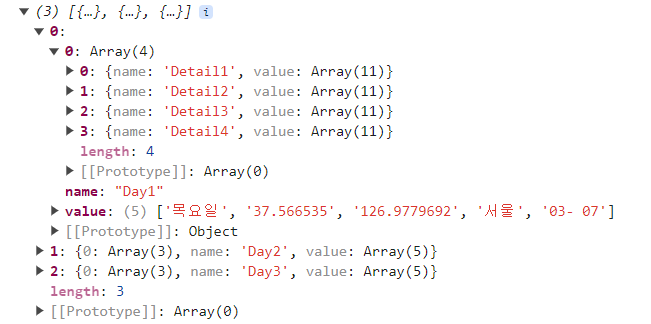 (3) [{…}, {…}, {…}] i
0:
0: Array(4)
0: {name: 'Detail1', value: Array(11)}
1: {name: 'Detail2', value: Array(11)}
2: {name: 'Detail3', value: Array(11)}
3: {name: 'Detail4', value: Array(11)}
length: 4
[[Prototype]]: Array(0)
name: "Day1"
value: (5) ['목요일', '37.566535', '126.9779692', '서울', '03- 07']
[[Prototype]]: Object
1: {0: Array(3), name: 'Day2', value: Array(5)}
2: {0: Array(3), name: 'Day3', value: Array(5)}
length: 3
[[Prototype]]: Array(0)